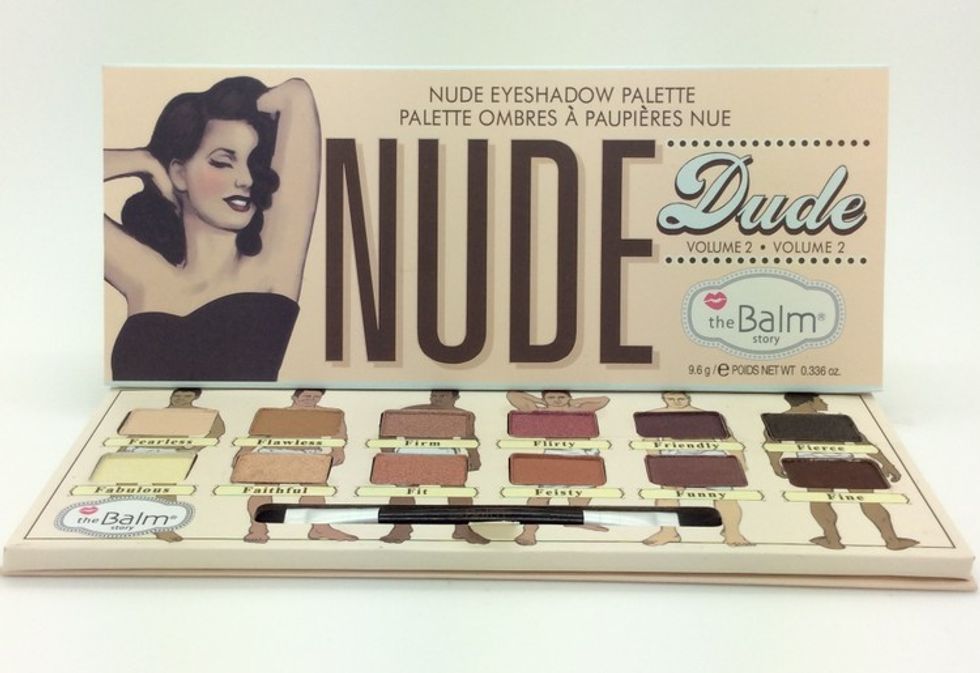 NUDE EYESHADOW PALETTE
PALETTE OMBRES À PAUPIÈRES NUE
NUDE
Dude
VOLUME 2 • VOLUME 2
theBalm®
story
9.6 g / e POIDS NET WT 0.336 oz.
Fearless Flawless Firm Flirty Friendly Fierce
Fabulous Faithful Fit Feisty Funny Fine
theBalm®
story